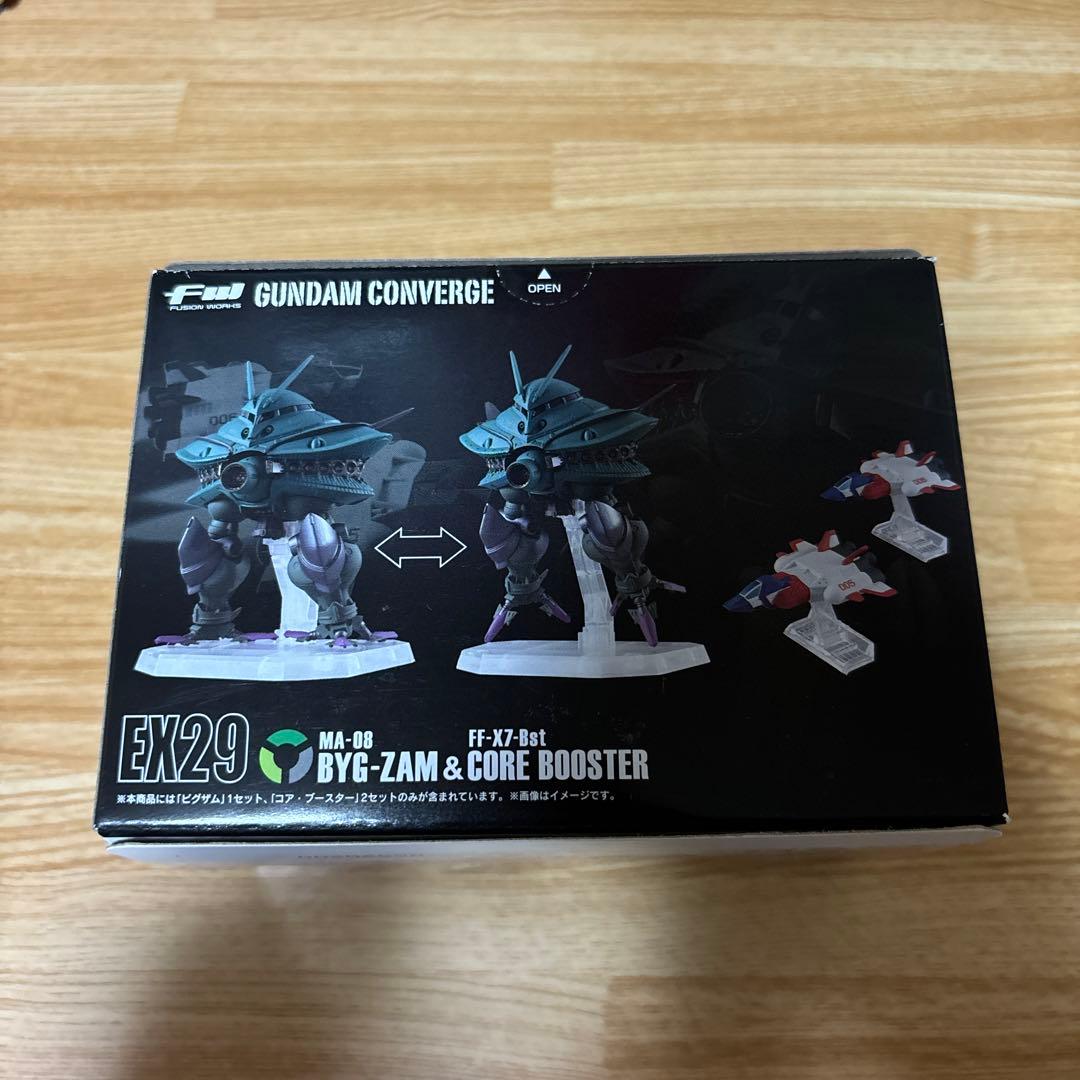 FW GUNDAM CONVERGE
FUSION WORKS
OPEN
006
005
EX29
MA-08
BYG-ZAM & CORE BOOSTER
FF-X7-Bst
※本商品には「ビグザム」1セット、「コア・ブースター」2セットのみが含まれています。※画像はイメージです。